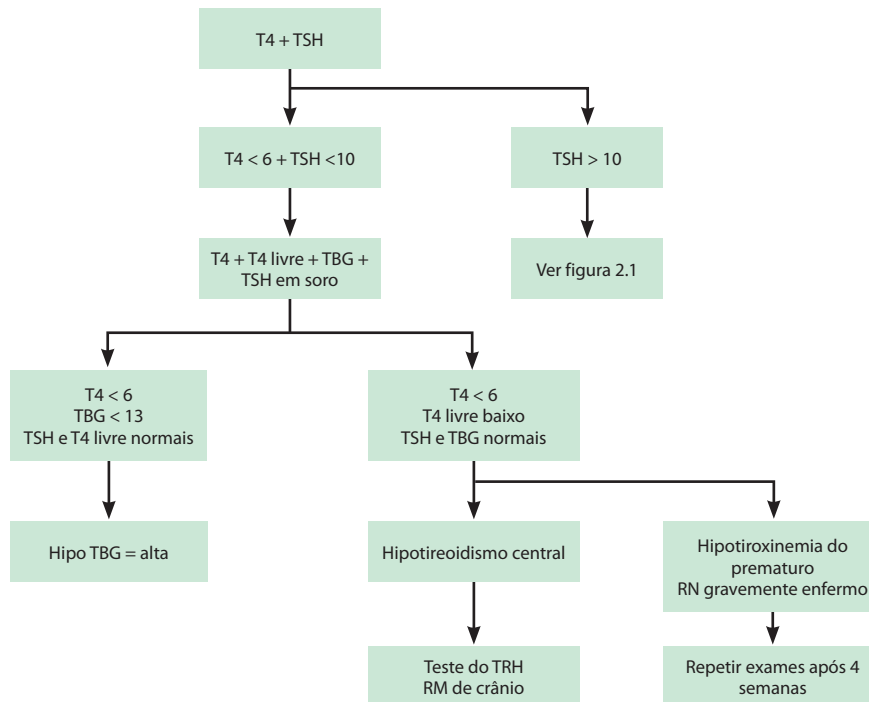 T4 + TSH
T4 < 6 + TSH <10
TSH > 10
T4 + T4 livre + TBG +
TSH em soro
Ver figura 2.1
T4 < 6
TBG < 13
TSH e T4 livre normais
T4 < 6
T4 livre baixo
TSH e TBG normais
Hipo TBG = alta
Hipotireoidismo central
Hipotiroxinemia do
prematuro
RN gravemente enfermo
Teste do TRH
RM de crânio
Repetir exames após 4
semanas